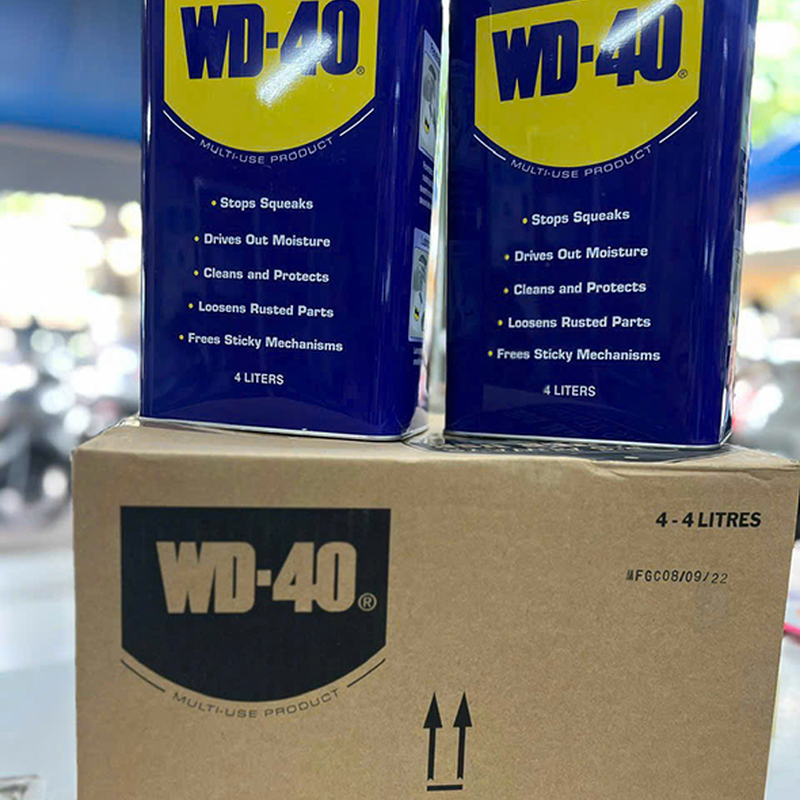 WD-40®
MULTI-USE PRODUCT
• Stops Squeaks
• Drives Out Moisture
• Cleans and Protects
• Loosens Rusted Parts
• Frees Sticky Mechanisms
4 LITERS
WD-40®
MULTI-USE PRODUCT
• Stops Squeaks
• Drives Out Moisture
• Cleans and Protects
• Loosens Rusted Parts
• Frees Sticky Mechanisms
4 LITERS
4 - 4 LITRES
MFGC08/09/22
WD-40®
MULTI-USE PRODUCT